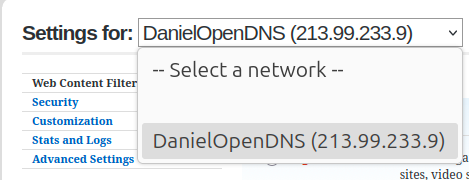 Settings for: DanielOpenDNS (213.99.233.9)
-- Select a network --
Web Content Filter
Security
DanielOpenDNS (213.99.233.9)
Customization
Stats and Logs
Advanced Settings
sites, video s